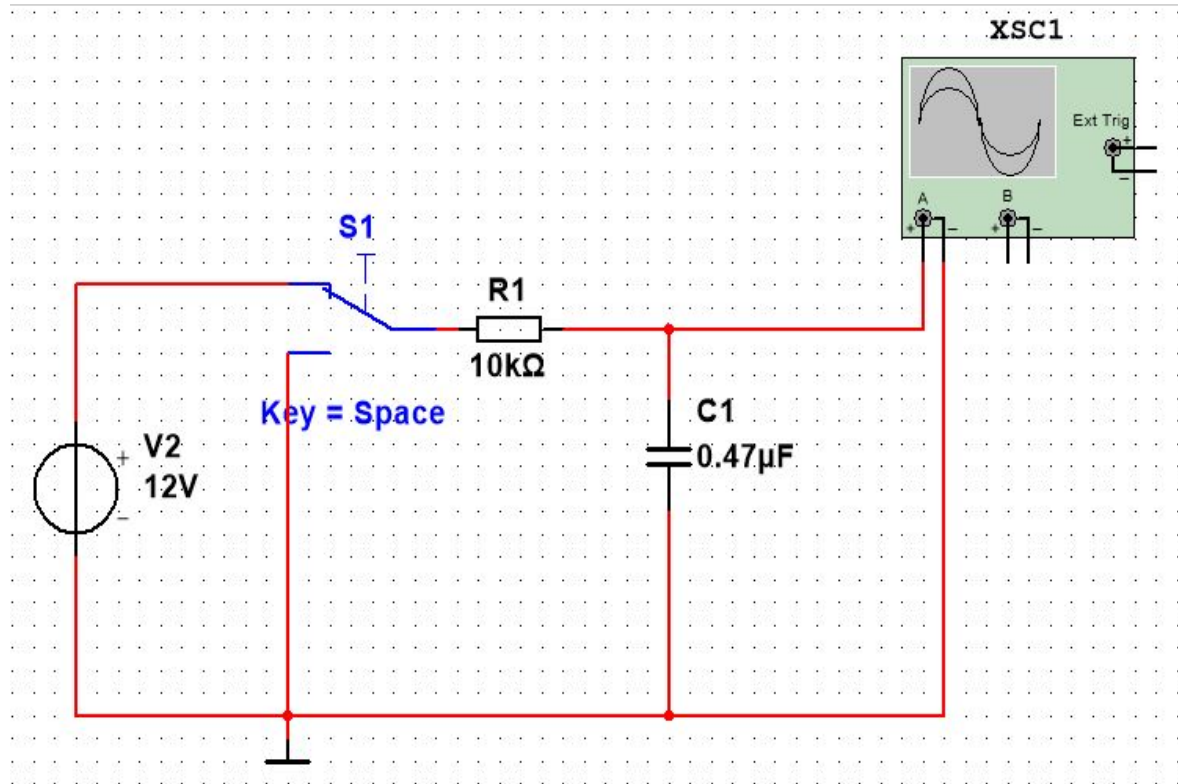 XSC1
Ext Trig
+
−
A
B
+
−
+
−
S1
R1
10kΩ
Key = Space
C1
0.47µF
V2
12V
+
−